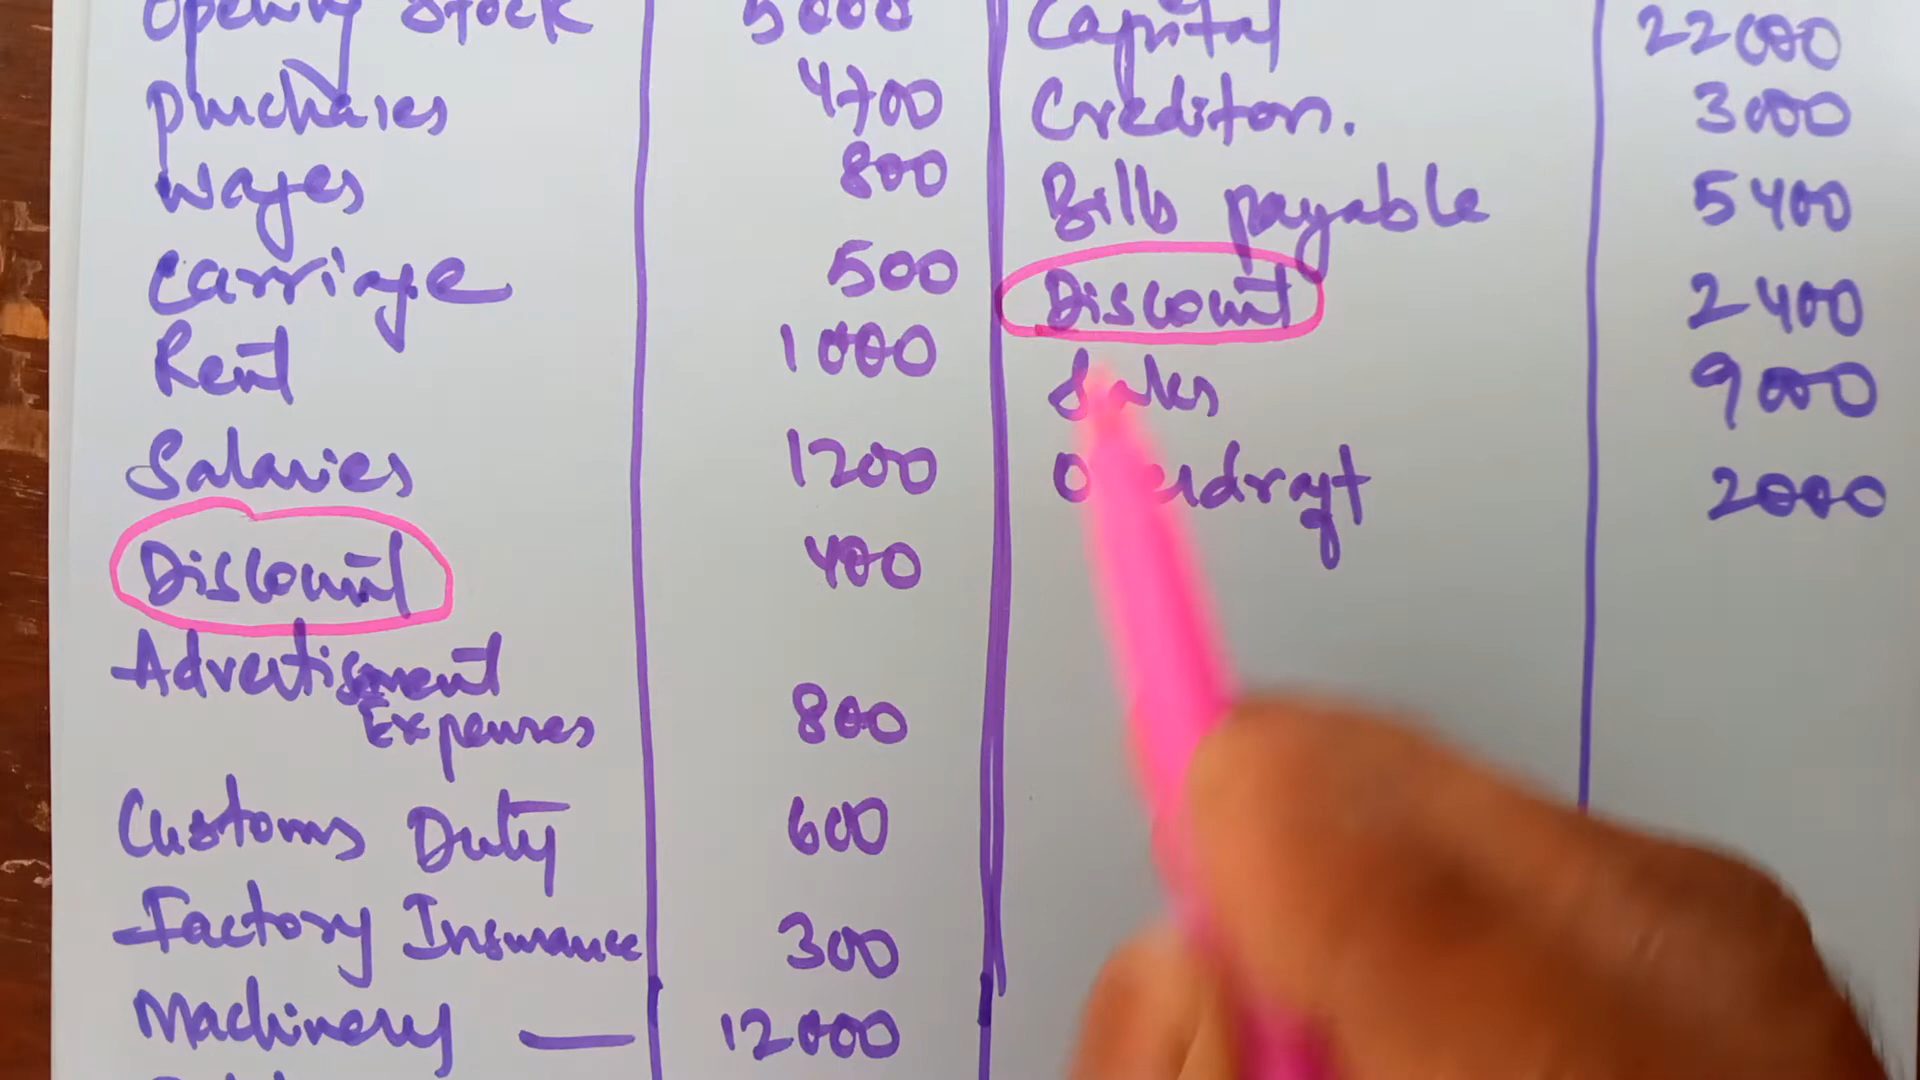 Opening Stock 5000 Capital 22000
Purchases 4700 Creditors. 3000
Wages 800 Bills payable 5400
Carriage 500 Discount 2400
Rent 1000 Sales 9000
Salaries 1200 Overdraft 2000
Discount 400
Advertisment
Expenses 800
Customs Duty 600
Factory Insurance 300
Machinery — 12000